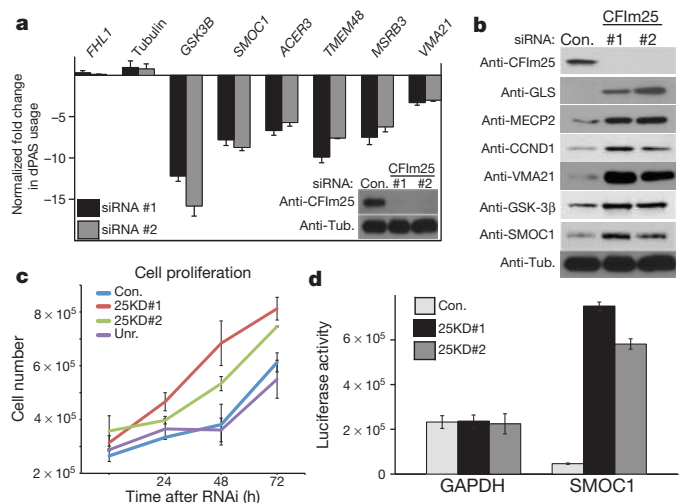 a
FHL1
Tubulin
GSK3B
SMOC1
ACER3
TMEM48
MSRB3
VMA21
Normalized fold change
in dPAS usage
−5
−10
−15
siRNA #1
siRNA #2
CFIm25
siRNA: Con. #1 #2
Anti-CFIm25
Anti-Tub.
b
CFIm25
siRNA: Con. #1 #2
Anti-CFIm25
Anti-GLS
Anti-MECP2
Anti-CCND1
Anti-VMA21
Anti-GSK-3β
Anti-SMOC1
Anti-Tub.
c
Cell proliferation
Con.
25KD#1
25KD#2
Unr.
Cell number
8 × 10⁵
6 × 10⁵
4 × 10⁵
2 × 10⁵
24 48 72
Time after RNAi (h)
d
Con.
25KD#1
25KD#2
Luciferase activity
6 × 10⁵
4 × 10⁵
2 × 10⁵
0
GAPDH SMOC1